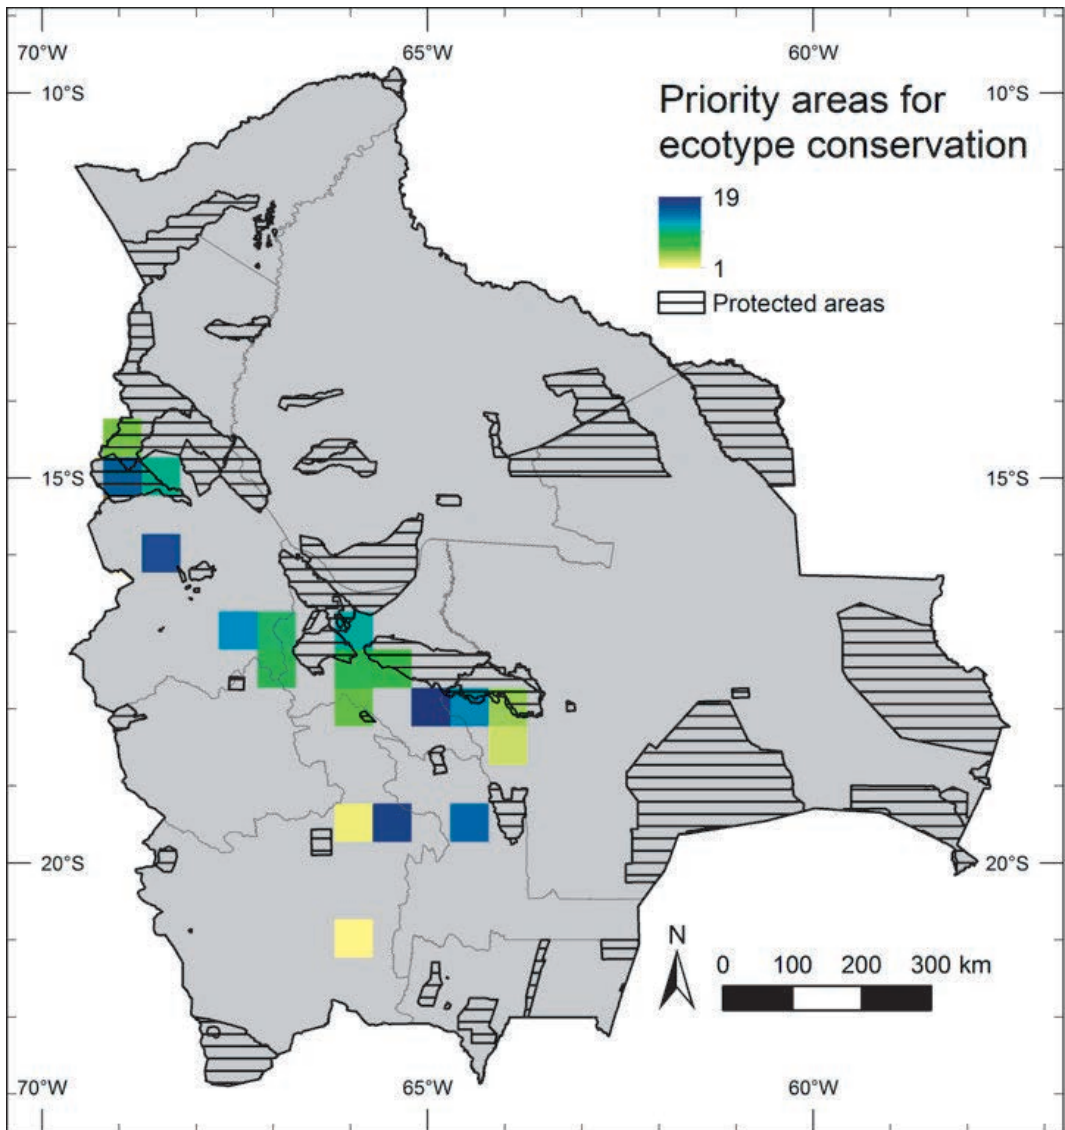 70°W 65°W 60°W
10°S 10°S
Priority areas for
ecotype conservation
19
1
Protected areas
15°S 15°S
20°S 20°S
N
0 100 200 300 km
70°W 65°W 60°W